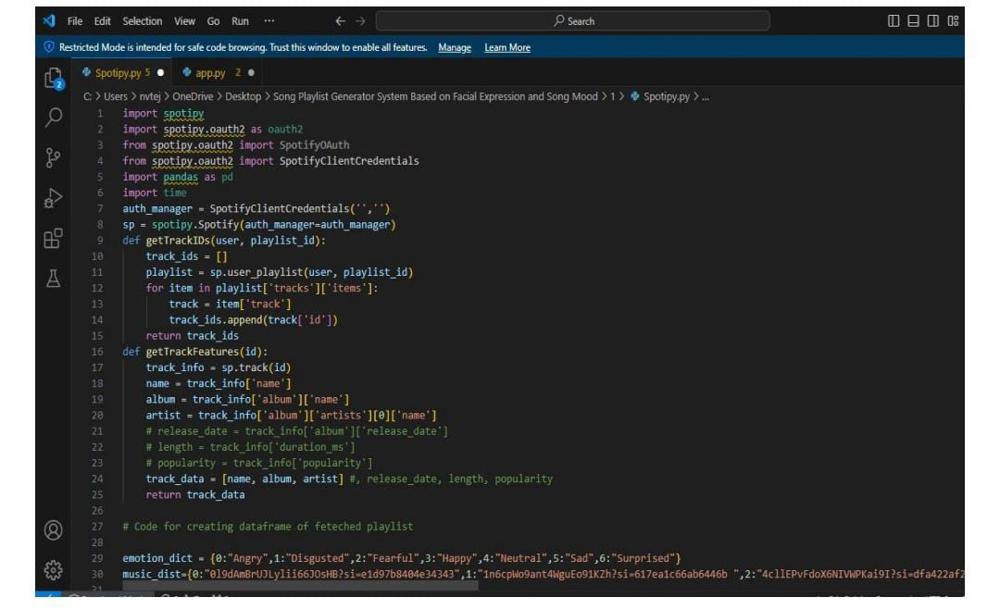 File Edit Selection View Go Run ··· Search
Restricted Mode is intended for safe code browsing. Trust this window to enable all features. Manage Learn More
2 Spotipy.py 5 app.py 2
C: > Users > nvtej > OneDrive > Desktop > Song Playlist Generator System Based on Facial Expression and Song Mood > 1 > Spotipy.py > ...
1 import spotipy
2 import spotipy.oauth2 as oauth2
3 from spotipy.oauth2 import SpotifyOAuth
4 from spotipy.oauth2 import SpotifyClientCredentials
5 import pandas as pd
6 import time
7 auth_manager = SpotifyClientCredentials('','')
8 sp = spotipy.Spotify(auth_manager=auth_manager)
9 def getTrackIDs(user, playlist_id):
10 track_ids = []
11 playlist = sp.user_playlist(user, playlist_id)
12 for item in playlist['tracks']['items']:
13 track = item['track']
14 track_ids.append(track['id'])
15 return track_ids
16 def getTrackFeatures(id):
17 track_info = sp.track(id)
18 name = track_info['name']
19 album = track_info['album']['name']
20 artist = track_info['album']['artists'][0]['name']
21 # release_date = track_info['album']['release_date']
22 # length = track_info['duration_ms']
23 # popularity = track_info['popularity']
24 track_data = [name, album, artist] #, release_date, length, popularity
25 return track_data
26
27 # Code for creating dataframe of feteched playlist
28
29 emotion_dict = {0:"Angry",1:"Disgusted",2:"Fearful",3:"Happy",4:"Neutral",5:"Sad",6:"Surprised"}
30 music_dist={0:"0l9dAmBrUJLylii66JOsHB?si=e1d97b8404e34343",1:"1n6cpWo9ant4WguEo91KZh?si=617ea1c66ab6446b ",2:"4cllEPvFdoX6NIVWPKai9I?si=dfa422af2
31